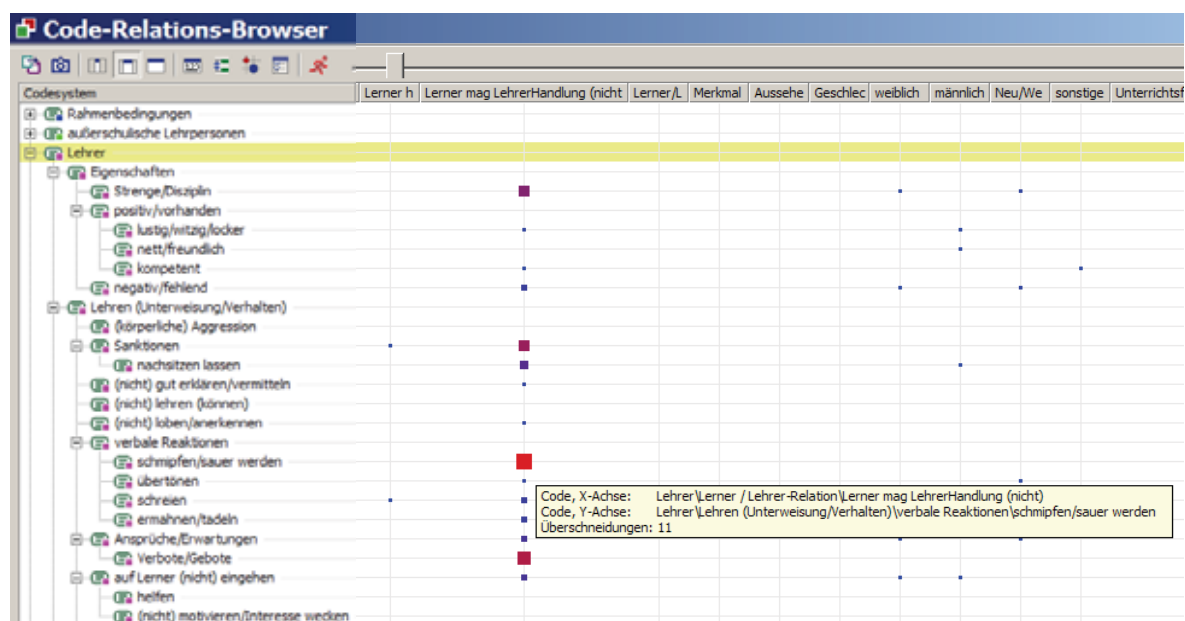 Code-Relations-Browser
Codesystem Lerner h Lerner mag LehrerHandlung (nicht Lerner/L Merkmal Aussehe Geschlec weiblich männlich Neu/We sonstige Unterrichtsf
Rahmenbedingungen
außerschulische Lehrpersonen
Lehrer
Eigenschaften
Strenge/Disziplin
positiv/vorhanden
lustig/witzig/locker
nett/freundlich
kompetent
negativ/fehlend
Lehren (Unterweisung/Verhalten)
(körperliche) Aggression
Sanktionen
nachsitzen lassen
(nicht) gut erklären/vermitteln
(nicht) lehren (können)
(nicht) loben/anerkennen
verbale Reaktionen
schmipfen/sauer werden
übertönen
schreien
ermahnen/tadeln
Ansprüche/Erwartungen
Verbote/Gebote
auf Lerner (nicht) eingehen
helfen
(nicht) motivieren/Interesse wecken
Code, X-Achse: Lehrer\Lerner / Lehrer-Relation\Lerner mag LehrerHandlung (nicht)
Code, Y-Achse: Lehrer\Lehren (Unterweisung/Verhalten)\verbale Reaktionen\schmipfen/sauer werden
Überschneidungen: 11